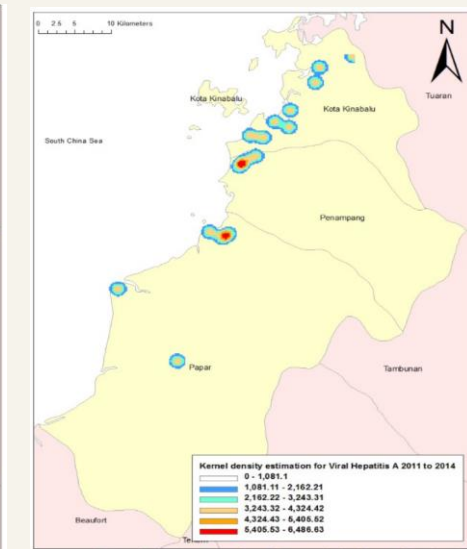 0 2.5 5 10 Kilometers
N
Kota Kinabalu
Tuaran
Kota Kinabalu
South China Sea
Penampang
Tambunan
Papar
Kernel density estimation for Viral Hepatitis A 2011 to 2014
0 - 1,081.1
1,081.11 - 2,162.21
2,162.22 - 3,243.31
3,243.32 - 4,324.42
4,324.43 - 5,405.52
5,405.53 - 6,486.63
Beaufort